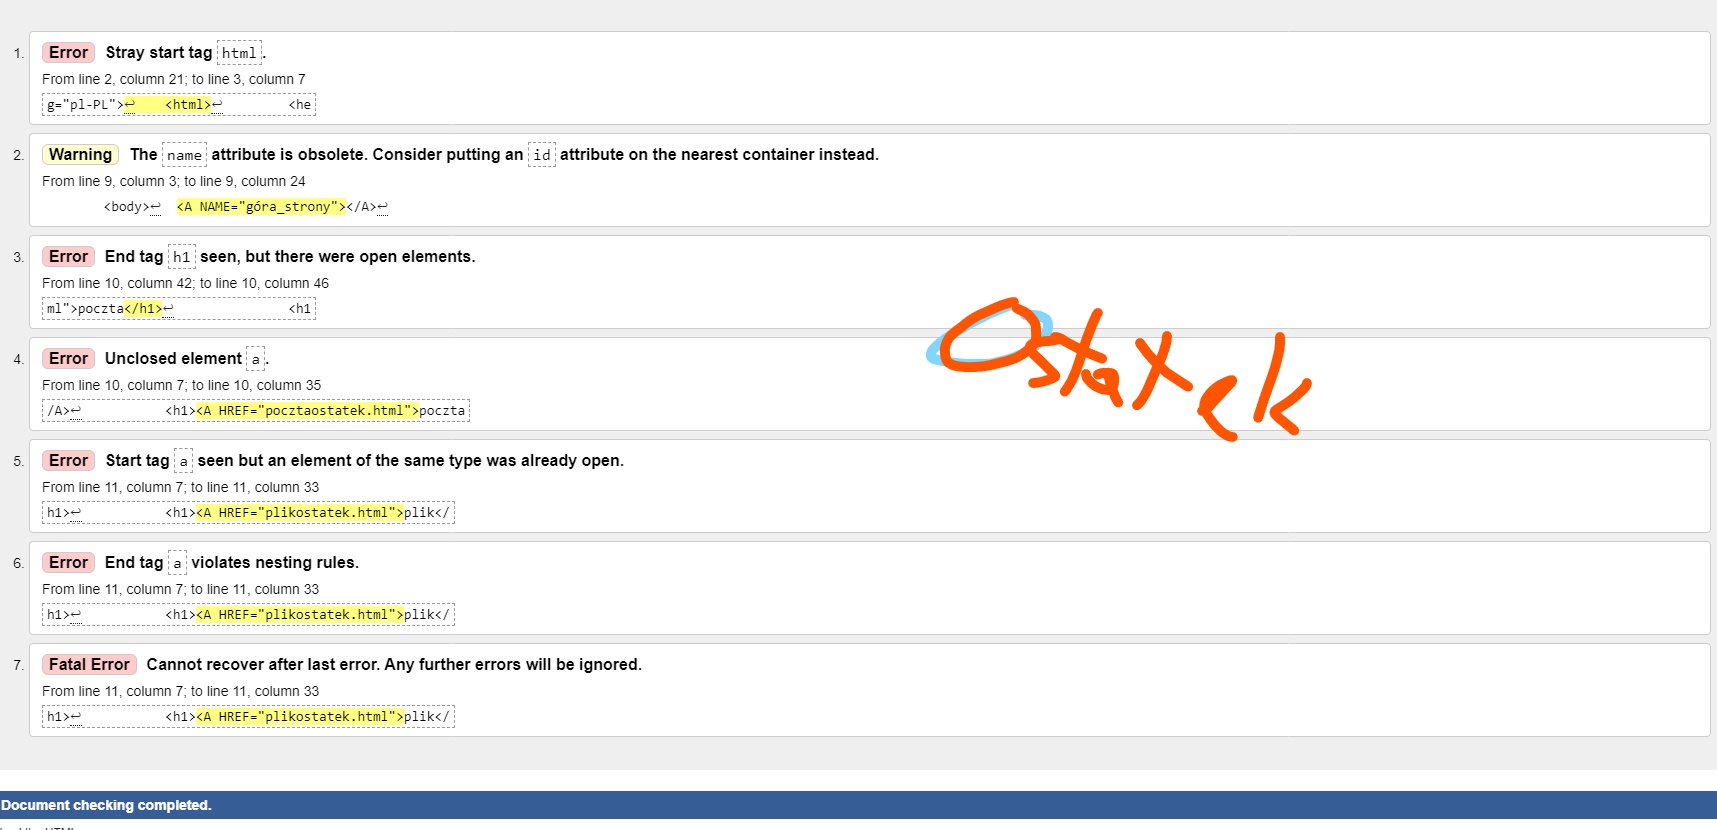 1. Error Stray start tag html.
From line 2, column 21; to line 3, column 7
g="pl-PL">↩ <html>↩ <he
2. Warning The name attribute is obsolete. Consider putting an id attribute on the nearest container instead.
From line 9, column 3; to line 9, column 24
<body>↩ <A NAME="góra_strony"></A>↩
3. Error End tag h1 seen, but there were open elements.
From line 10, column 42; to line 10, column 46
ml">poczta</h1>↩ <h1
4. Error Unclosed element a.
From line 10, column 7; to line 10, column 35
/A>↩ <h1><A HREF="pocztaostatek.html">poczta
Ostatek
5. Error Start tag a seen but an element of the same type was already open.
From line 11, column 7; to line 11, column 33
h1>↩ <h1><A HREF="plikostatek.html">plik</
6. Error End tag a violates nesting rules.
From line 11, column 7; to line 11, column 33
h1>↩ <h1><A HREF="plikostatek.html">plik</
7. Fatal Error Cannot recover after last error. Any further errors will be ignored.
From line 11, column 7; to line 11, column 33
h1>↩ <h1><A HREF="plikostatek.html">plik</
Document checking completed.